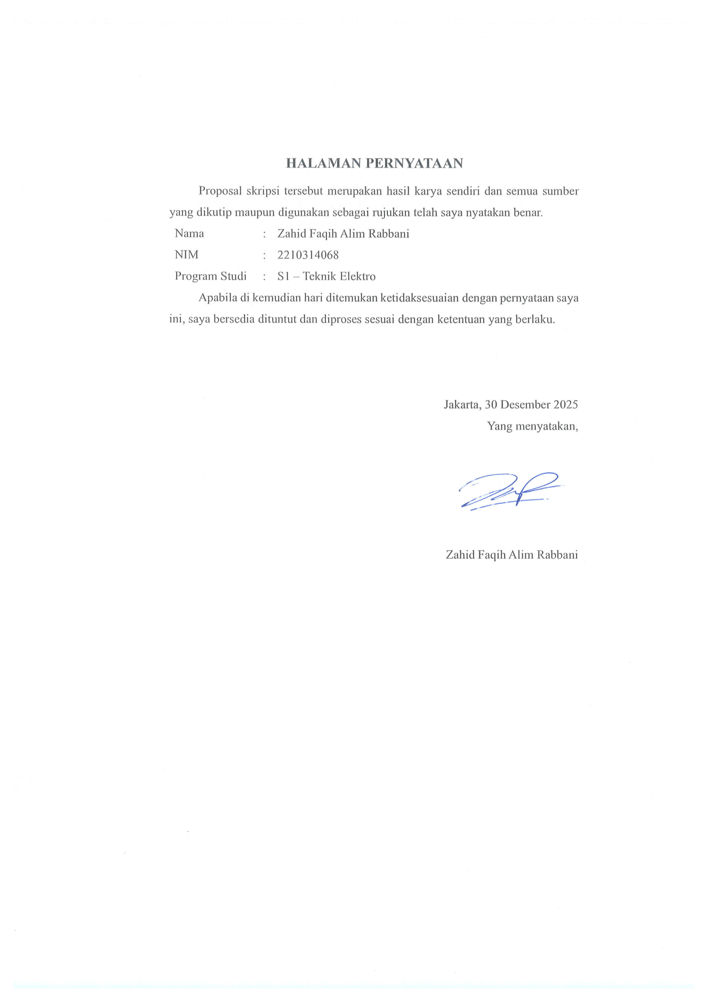 HALAMAN PERNYATAAN
Proposal skripsi tersebut merupakan hasil karya sendiri dan semua sumber
yang dikutip maupun digunakan sebagai rujukan telah saya nyatakan benar.
Nama : Zahid Faqih Alim Rabbani
NIM : 2210314068
Program Studi : S1 – Teknik Elektro
Apabila di kemudian hari ditemukan ketidaksesuaian dengan pernyataan saya
ini, saya bersedia dituntut dan diproses sesuai dengan ketentuan yang berlaku.
Jakarta, 30 Desember 2025
Yang menyatakan,
Zahid Faqih Alim Rabbani